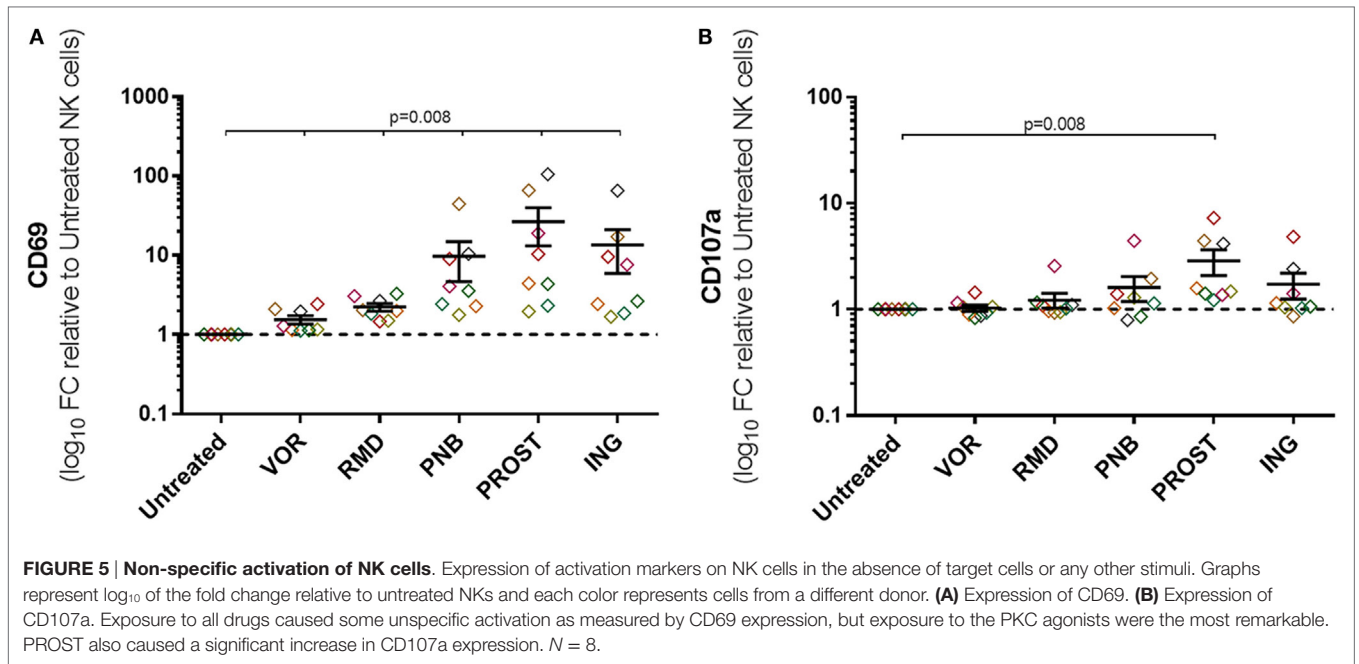 A
CD69
(log₁₀ FC relative to Untreated NK cells)
1000
100
10
1
0.1
p=0.008
Untreated
VOR
RMD
PNB
PROST
ING
B
CD107a
(log₁₀ FC relative to Untreated NK cells)
100
10
1
0.1
p=0.008
Untreated
VOR
RMD
PNB
PROST
ING
FIGURE 5 | Non-specific activation of NK cells. Expression of activation markers on NK cells in the absence of target cells or any other stimuli. Graphs
represent log₁₀ of the fold change relative to untreated NKs and each color represents cells from a different donor. (A) Expression of CD69. (B) Expression of
CD107a. Exposure to all drugs caused some unspecific activation as measured by CD69 expression, but exposure to the PKC agonists were the most remarkable.
PROST also caused a significant increase in CD107a expression. N = 8.